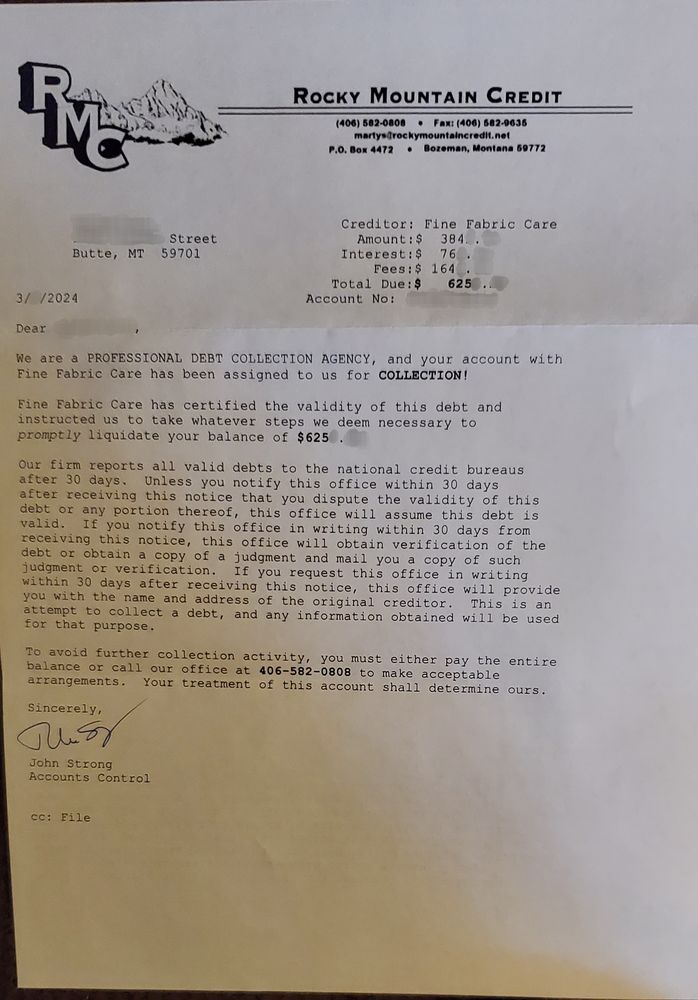 RMC
ROCKY MOUNTAIN CREDIT
(406) 582-0808 • Fax: (406) 582-9635
martys@rockymountaincredit.net
P.O. Box 4472 • Bozeman, Montana 59772
Street
Butte, MT 59701
Creditor: Fine Fabric Care
Amount:$ 384.
Interest:$ 76.
Fees:$ 164
Total Due:$ 625.
Account No:
3/ /2024
Dear ,
We are a PROFESSIONAL DEBT COLLECTION AGENCY, and your account with
Fine Fabric Care has been assigned to us for COLLECTION!
Fine Fabric Care has certified the validity of this debt and
instructed us to take whatever steps we deem necessary to
promptly liquidate your balance of $625 .
Our firm reports all valid debts to the national credit bureaus
after 30 days. Unless you notify this office within 30 days
after receiving this notice that you dispute the validity of this
debt or any portion thereof, this office will assume this debt is
valid. If you notify this office in writing within 30 days from
receiving this notice, this office will obtain verification of the
debt or obtain a copy of a judgment and mail you a copy of such
judgment or verification. If you request this office in writing
within 30 days after receiving this notice, this office will provide
you with the name and address of the original creditor. This is an
attempt to collect a debt, and any information obtained will be used
for that purpose.
To avoid further collection activity, you must either pay the entire
balance or call our office at 406-582-0808 to make acceptable
arrangements. Your treatment of this account shall determine ours.
Sincerely,
John Strong
Accounts Control
cc: File